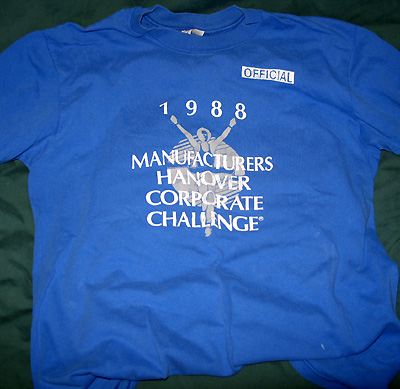 OFFICIAL
1988
MANUFACTURERS
HANOVER
CORPORATE
CHALLENGE®